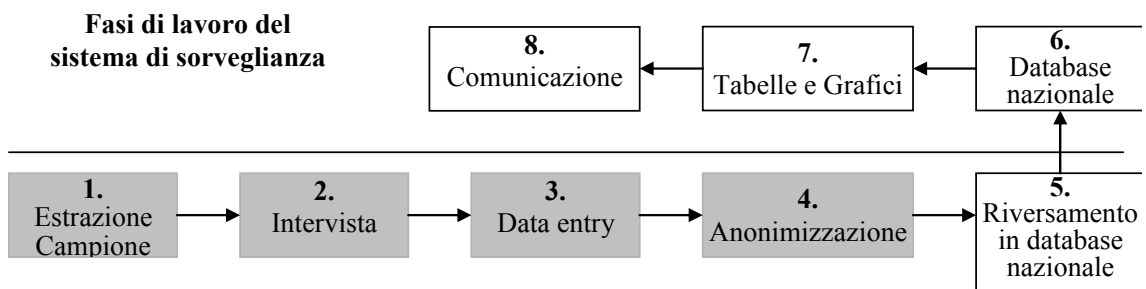 Fasi di lavoro del
sistema di sorveglianza
8.
Comunicazione
7.
Tabelle e Grafici
6.
Database
nazionale
1.
Estrazione
Campione
2.
Intervista
3.
Data entry
4.
Anonimizzazione
5.
Riversamento
in database
nazionale